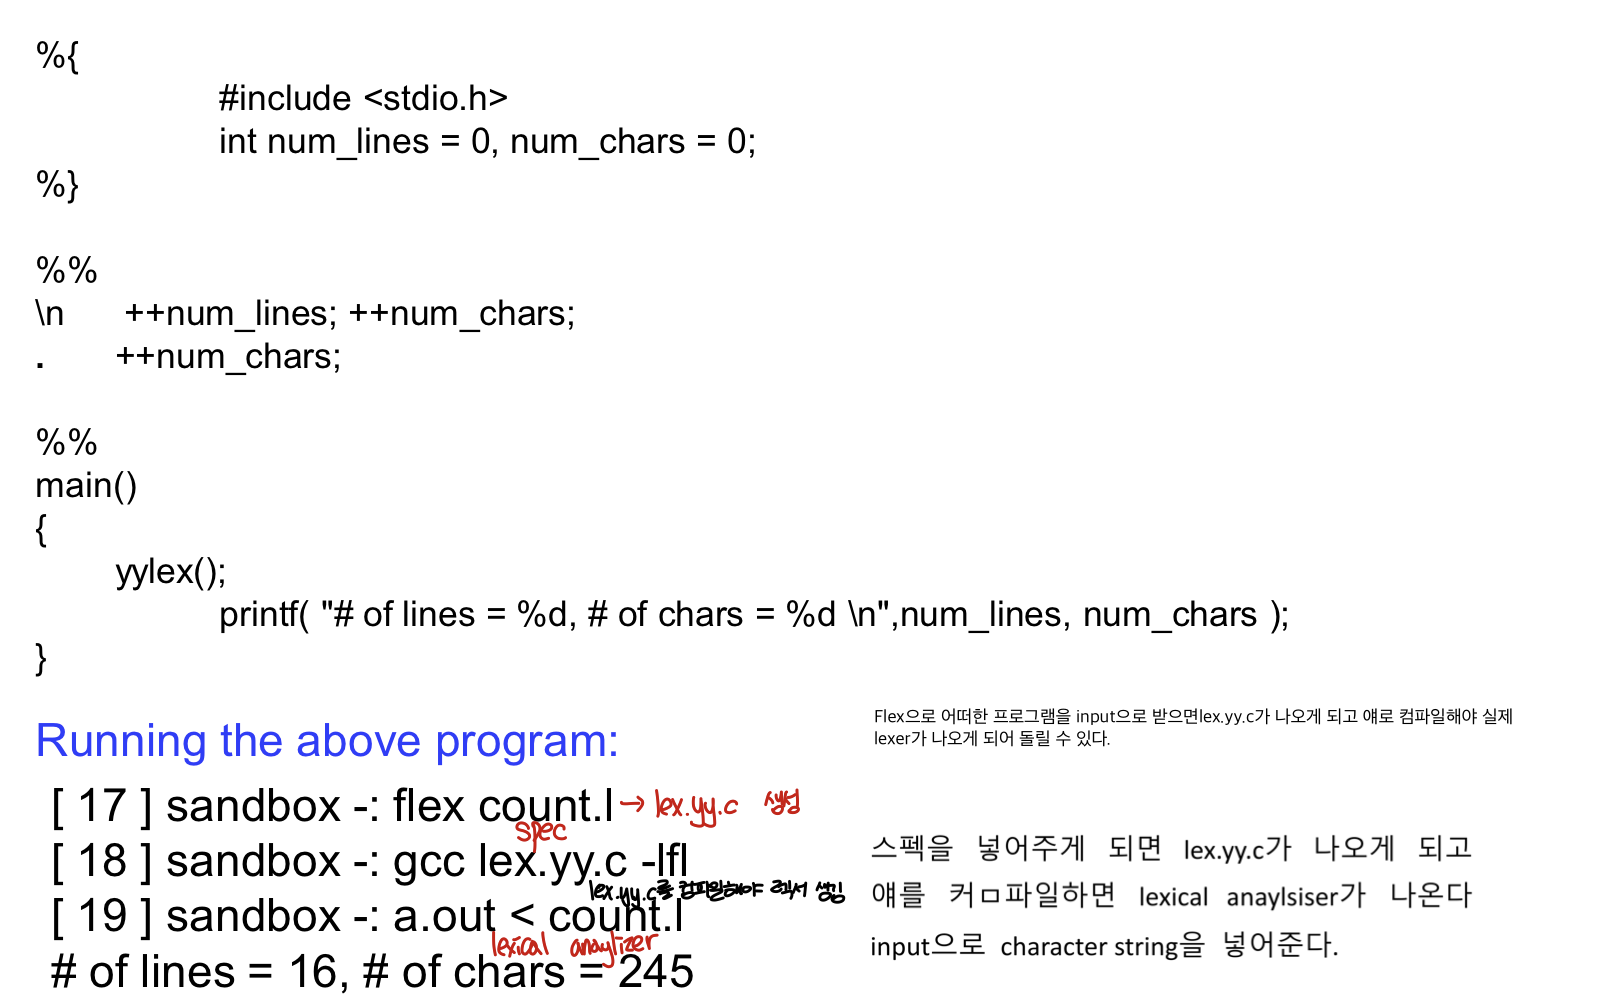 %{
#include <stdio.h>
int num_lines = 0, num_chars = 0;
%}
%%
\n ++num_lines; ++num_chars;
. ++num_chars;
%%
main()
{
yylex();
printf( "# of lines = %d, # of chars = %d \n",num_lines, num_chars );
}
Running the above program:
[ 17 ] sandbox -: flex count.l → lex.yy.c 생성
spec
[ 18 ] sandbox -: gcc lex.yy.c -lfl
lex.yy.c를 컴파일해야 렉서 생김
[ 19 ] sandbox -: a.out < count.l
lexical anaylizer
# of lines = 16, # of chars = 245
Flex으로 어떠한 프로그램을 input으로 받으면lex.yy.c가 나오게 되고 얘로 컴파일해야 실제
lexer가 나오게 되어 돌릴 수 있다.
스펙을 넣어주게 되면 lex.yy.c가 나오게 되고
얘를 커ㅁ파일하면 lexical anaylsiser가 나온다
input으로 character string을 넣어준다.